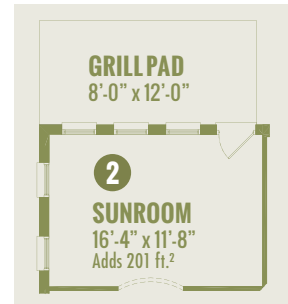 GRILL PAD
8'-0" x 12'-0"
2
SUNROOM
16'-4" x 11'-8"
Adds 201 ft.²